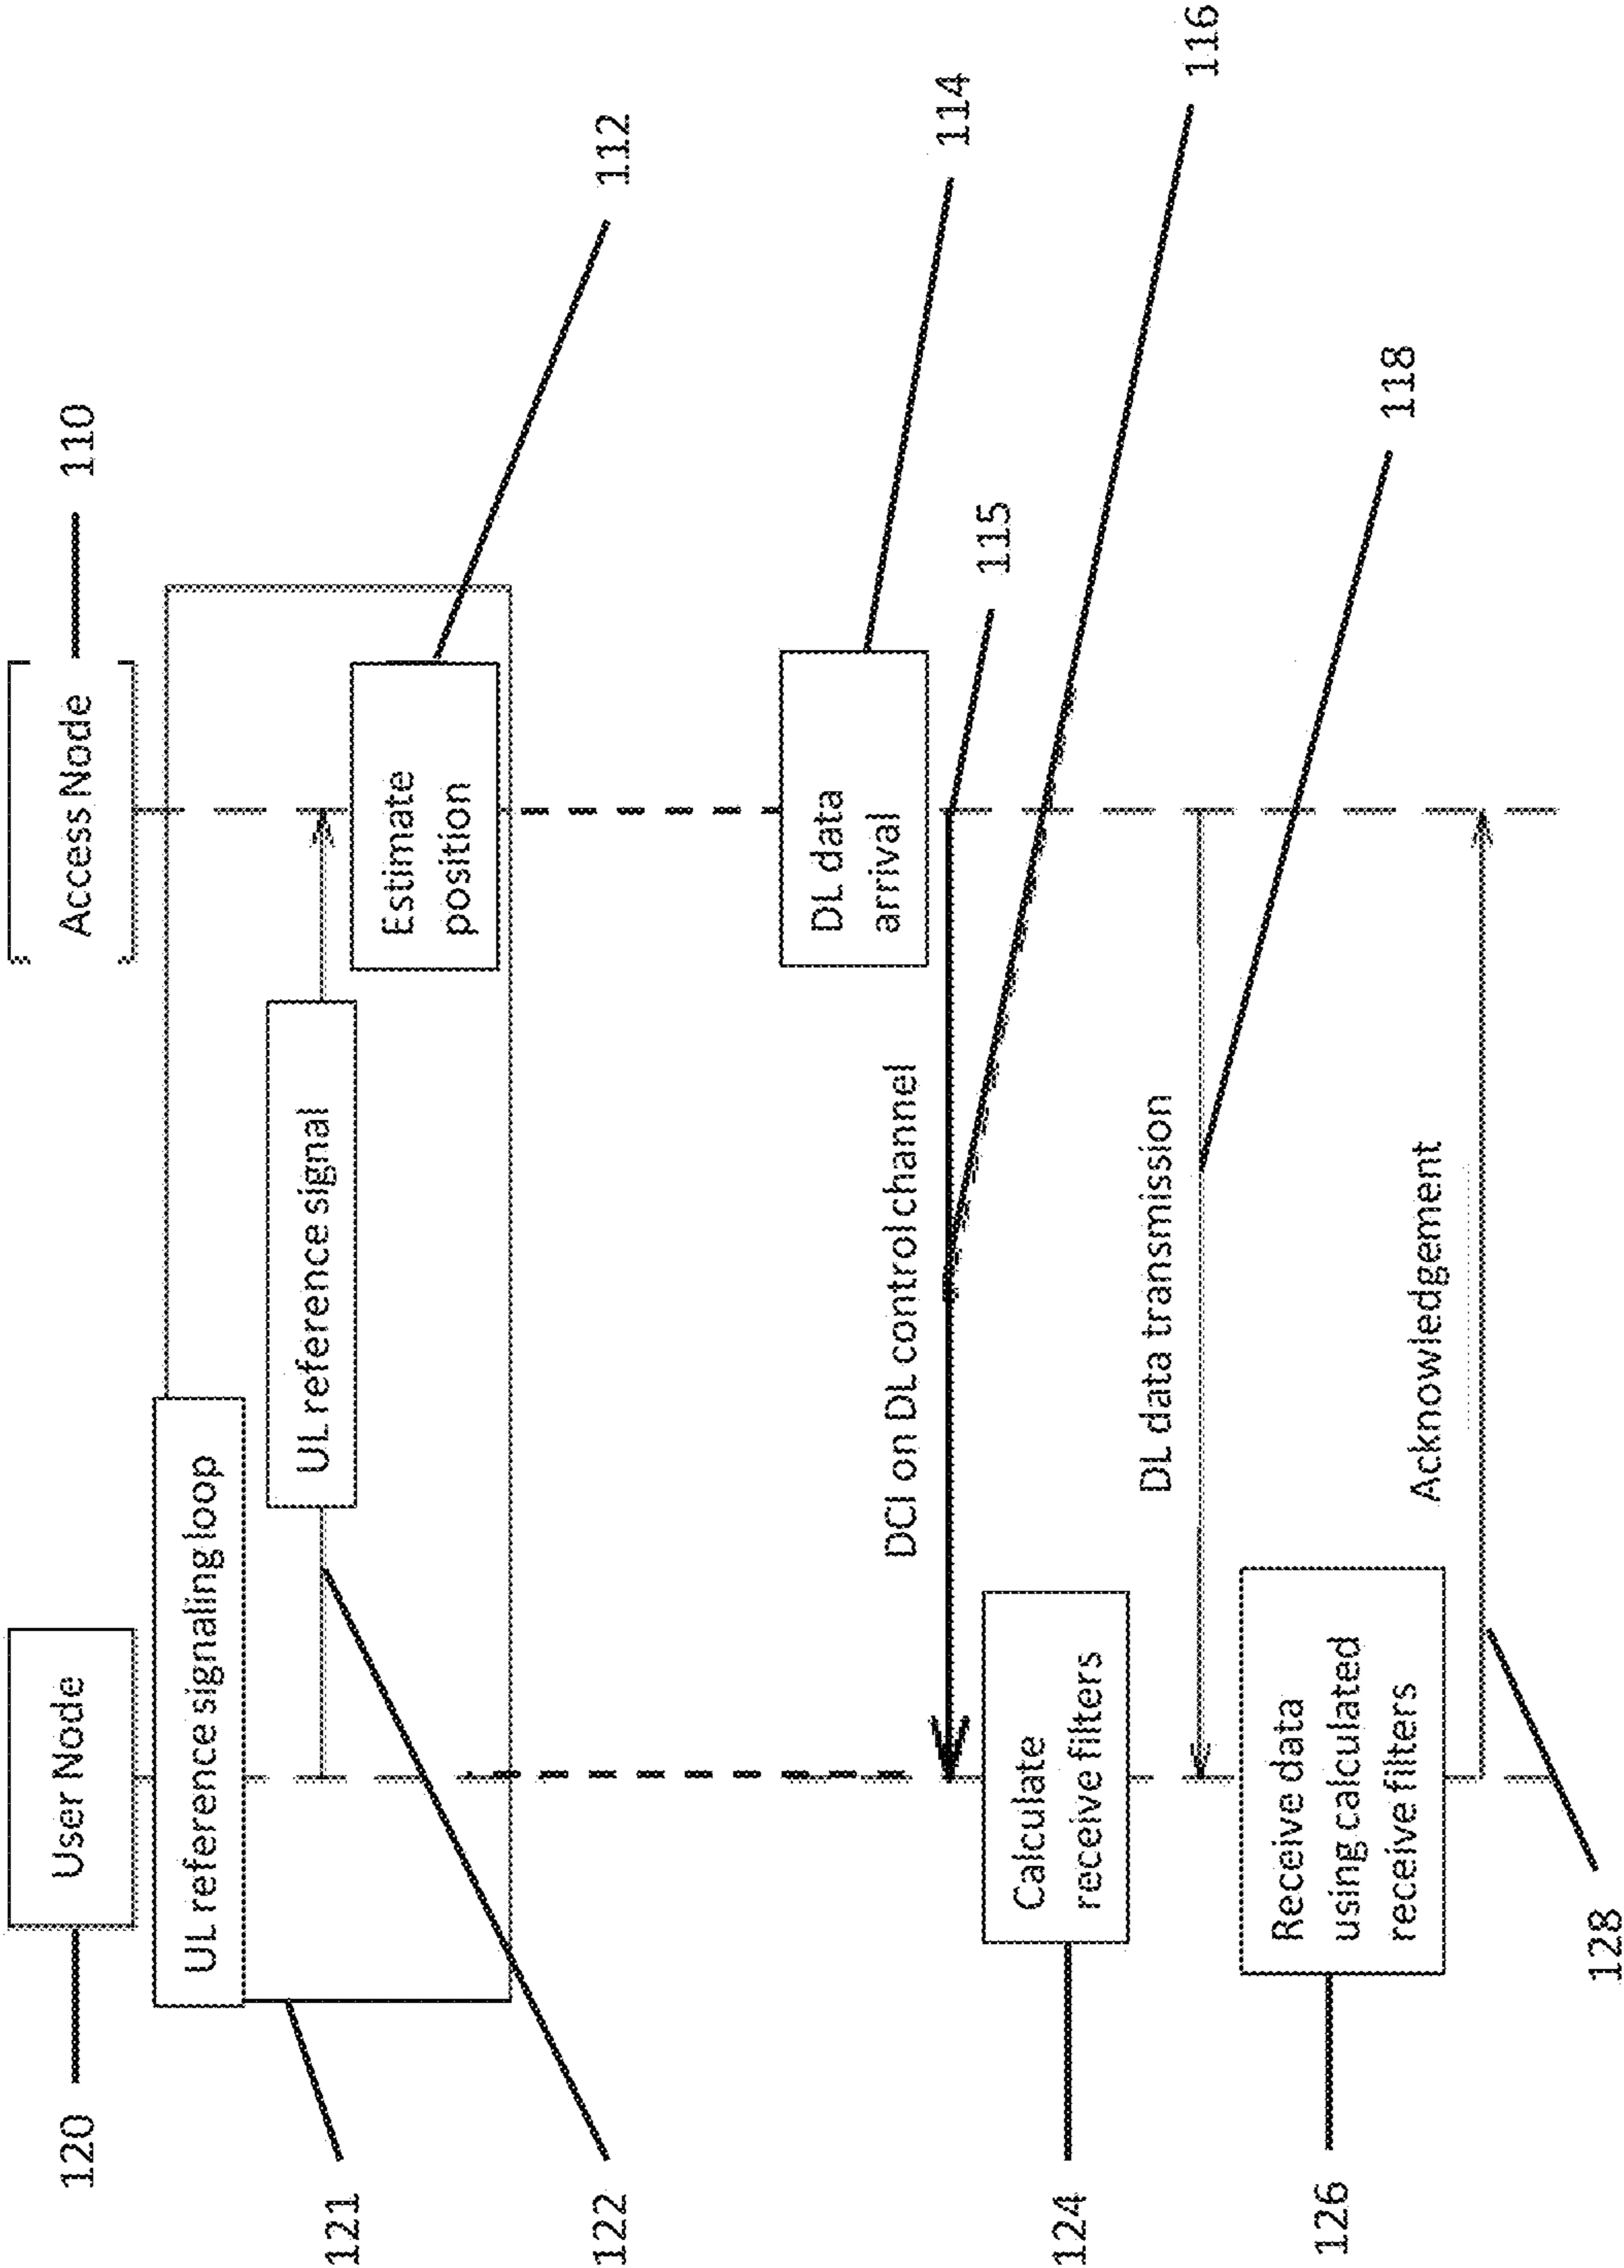 120
User Node
Access Node
110
UL reference signaling loop
121
UL reference signal
122
Estimate
position
112
DL data
arrival
114
DCI on DL control channel
115
116
Calculate
receive filters
124
DL data transmission
118
Receive data
using calculated
receive filters
126
Acknowledgement
128